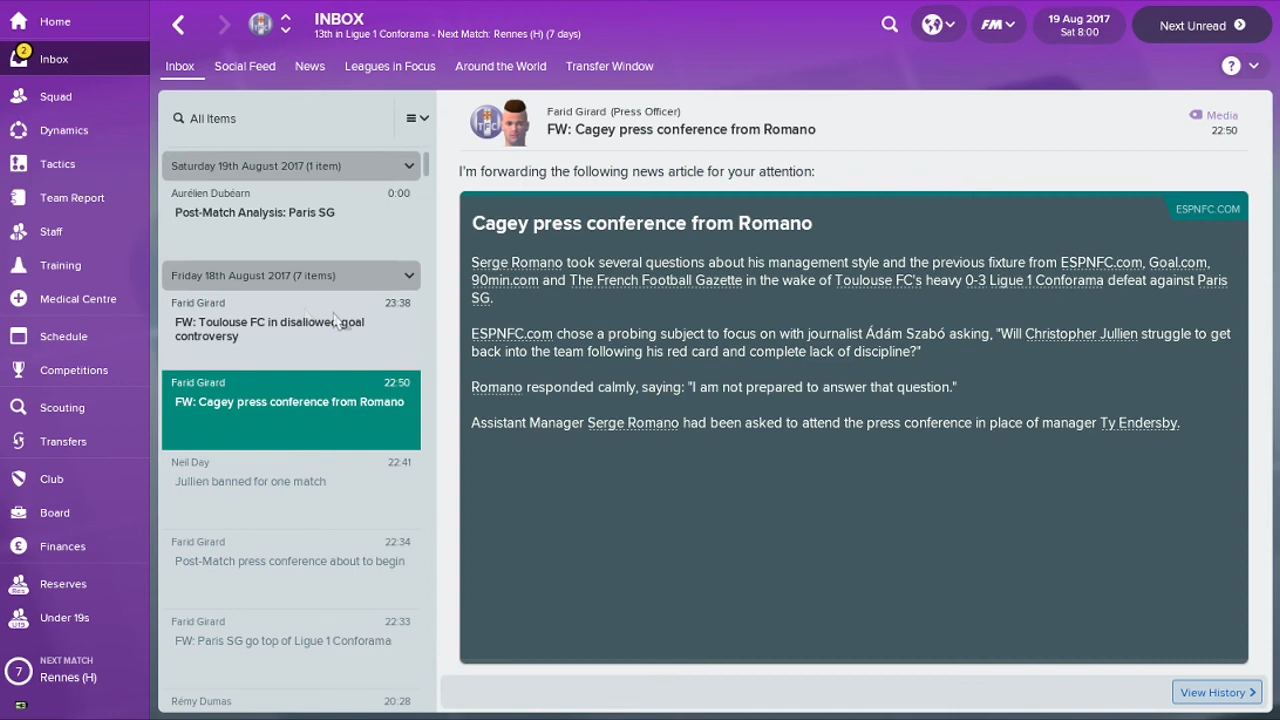 Home
2
Inbox
Squad
Dynamics
Tactics
Team Report
Staff
Training
Medical Centre
Schedule
Competitions
Scouting
Transfers
Club
Board
Finances
Reserves
Under 19s
7
NEXT MATCH
Rennes (H)
INBOX
13th in Ligue 1 Conforama - Next Match: Rennes (H) (7 days)
FM
19 Aug 2017
Sat 8:00
Next Unread
Inbox Social Feed News Leagues in Focus Around the World Transfer Window
?
All Items
Saturday 19th August 2017 (1 item)
Aurélien Dubéarn 0:00
Post-Match Analysis: Paris SG
Friday 18th August 2017 (7 items)
Farid Girard 23:38
FW: Toulouse FC in disallowed goal
controversy
Farid Girard 22:50
FW: Cagey press conference from Romano
Neil Day 22:41
Jullien banned for one match
Farid Girard 22:34
Post-Match press conference about to begin
Farid Girard 22:33
FW: Paris SG go top of Ligue 1 Conforama
Rémy Dumas 20:28
Farid Girard (Press Officer)
FW: Cagey press conference from Romano
Media
22:50
I'm forwarding the following news article for your attention:
ESPNFC.COM
Cagey press conference from Romano
Serge Romano took several questions about his management style and the previous fixture from ESPNFC.com, Goal.com,
90min.com and The French Football Gazette in the wake of Toulouse FC's heavy 0-3 Ligue 1 Conforama defeat against Paris
SG.
ESPNFC.com chose a probing subject to focus on with journalist Ádám Szabó asking, "Will Christopher Jullien struggle to get
back into the team following his red card and complete lack of discipline?"
Romano responded calmly, saying: "I am not prepared to answer that question."
Assistant Manager Serge Romano had been asked to attend the press conference in place of manager Ty Endersby.
View History